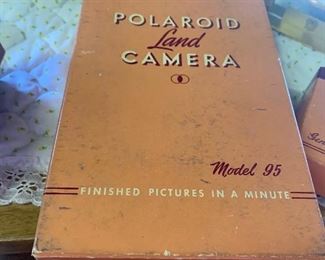 POLAROID
Land
CAMERA
Model 95
FINISHED PICTURES IN A MINUTE